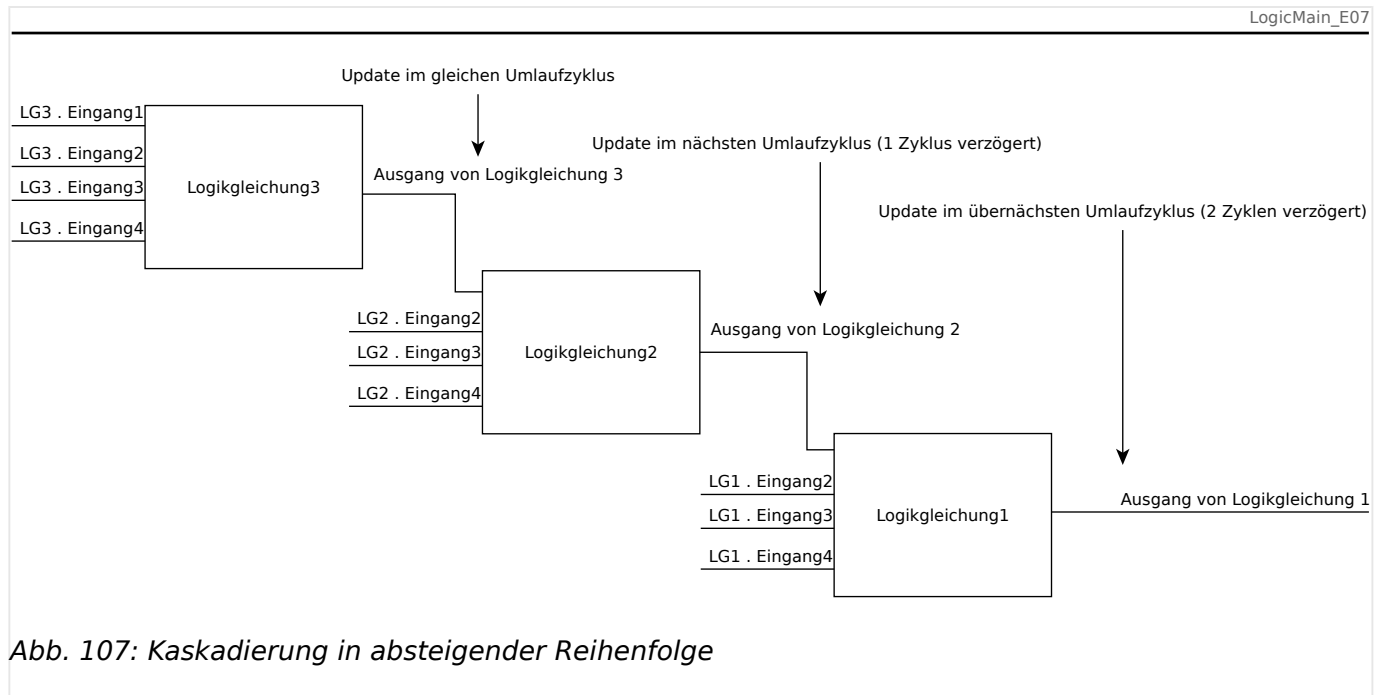 LogicMain_E07
Update im gleichen Umlaufzyklus
LG3 . Eingang1
LG3 . Eingang2
LG3 . Eingang3
LG3 . Eingang4
Logikgleichung3
Ausgang von Logikgleichung 3
Update im nächsten Umlaufzyklus (1 Zyklus verzögert)
Update im übernächsten Umlaufzyklus (2 Zyklen verzögert)
LG2 . Eingang2
LG2 . Eingang3
LG2 . Eingang4
Logikgleichung2
Ausgang von Logikgleichung 2
LG1 . Eingang2
LG1 . Eingang3
LG1 . Eingang4
Logikgleichung1
Ausgang von Logikgleichung 1
Abb. 107: Kaskadierung in absteigender Reihenfolge